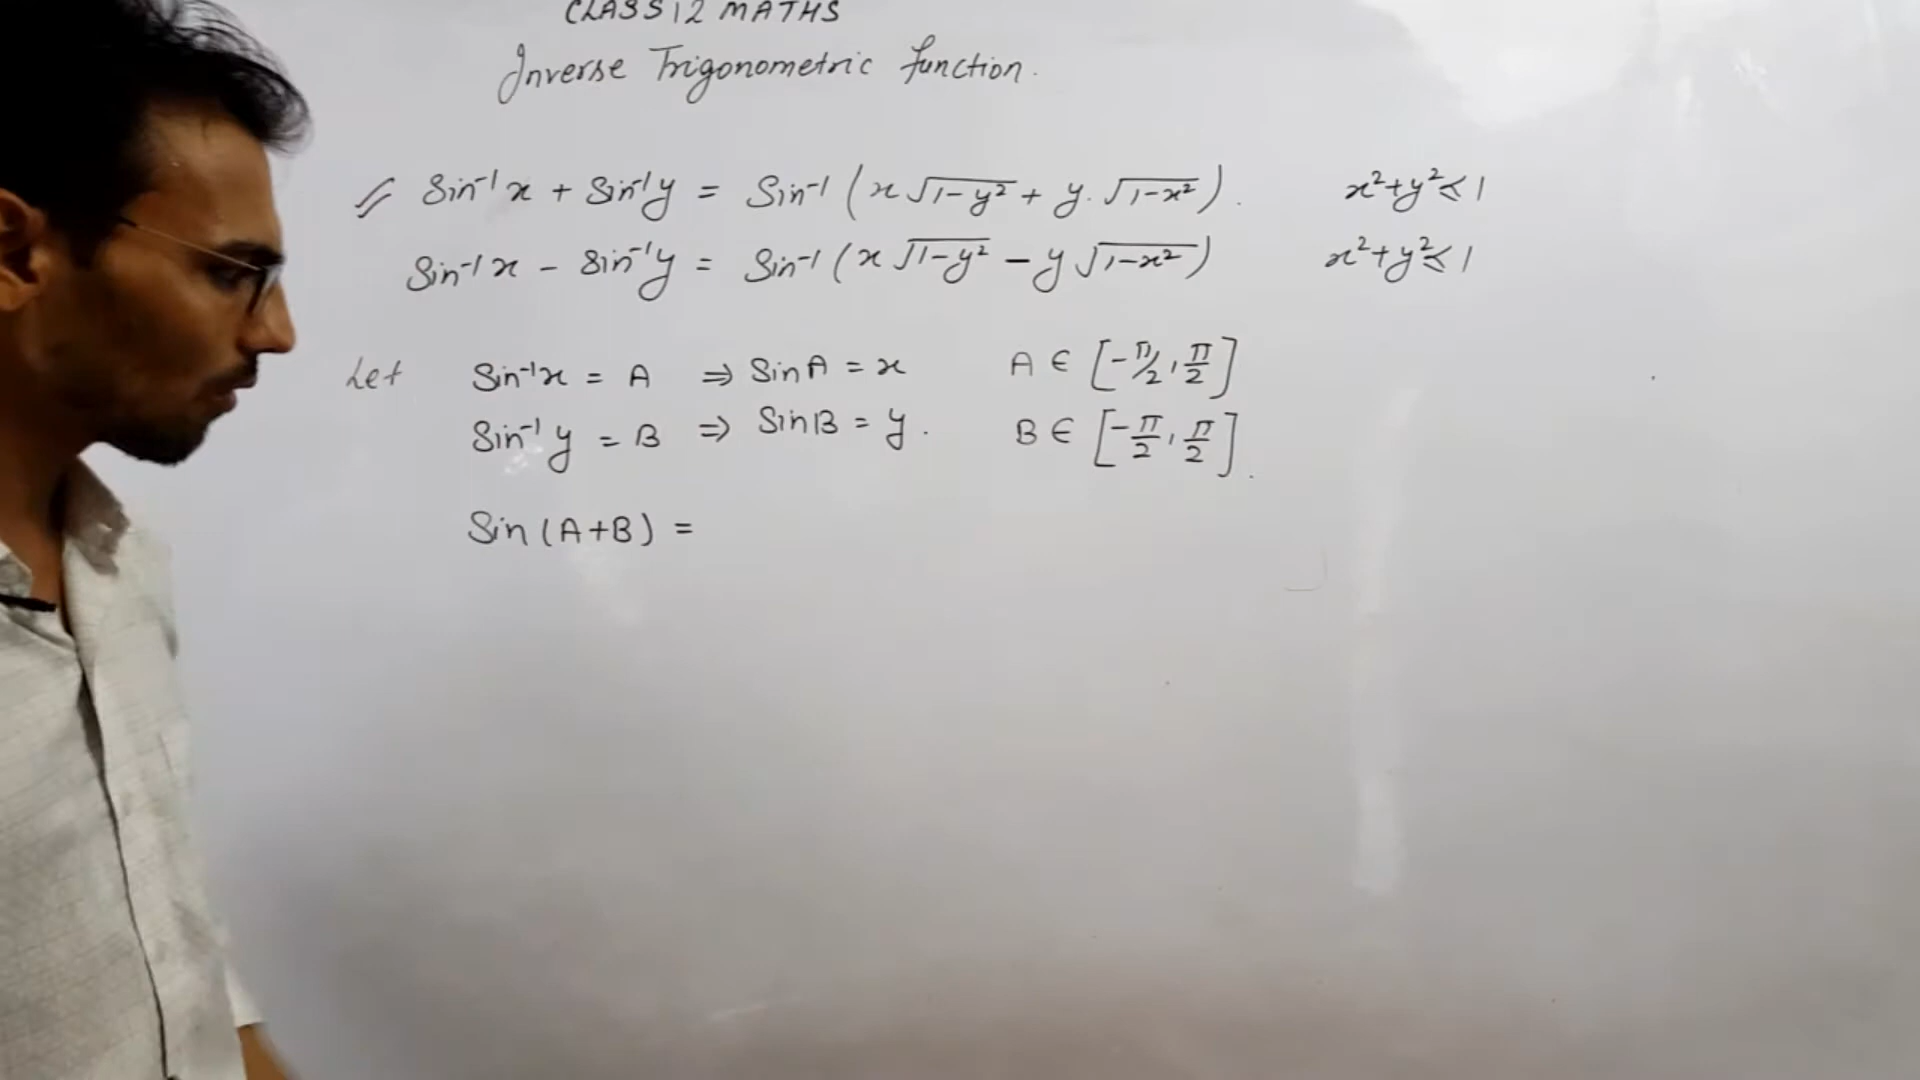 CLASS 12 MATHS
Inverse Trigonometric function.
Sin⁻¹x + Sin⁻¹y = Sin⁻¹(x√(1-y²) + y.√(1-x²)). x²+y² ≤ 1
Sin⁻¹x - Sin⁻¹y = Sin⁻¹(x√(1-y²) - y√(1-x²)) x²+y² ≤ 1
Let Sin⁻¹x = A ⇒ SinA = x A ∈ [-π/2, π/2]
Sin⁻¹y = B ⇒ SinB = y. B ∈ [-π/2, π/2].
Sin(A+B) =